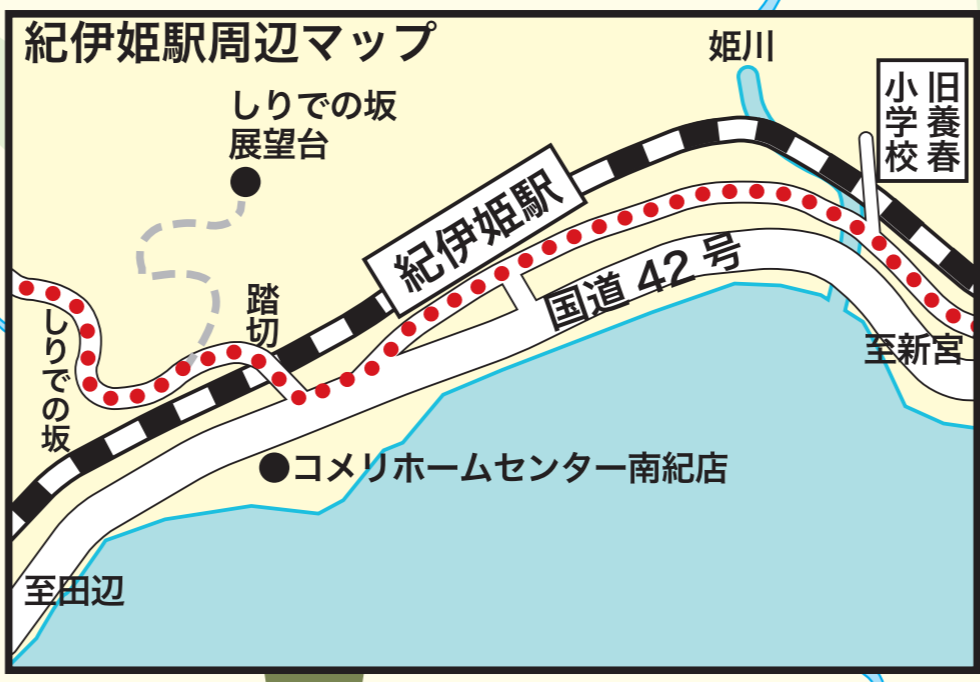 紀伊姫駅周辺マップ
姫川
旧養春
小学校
しりでの坂
展望台
紀伊姫駅
国道 42 号
踏切
しりでの坂
至新宮
コメリホームセンター南紀店
至田辺